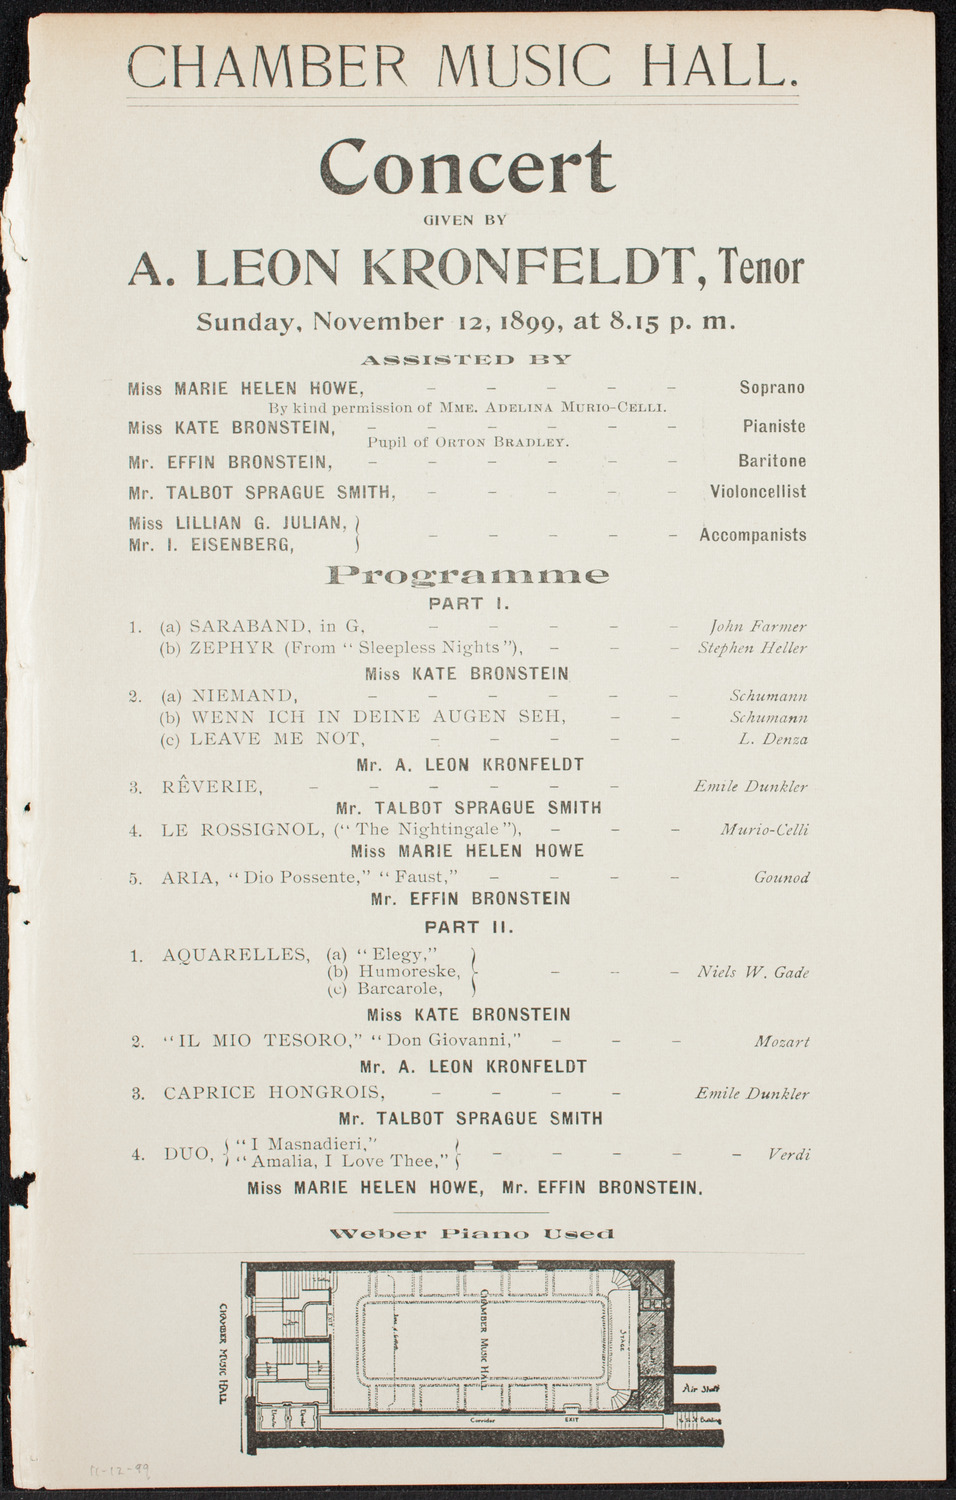 CHAMBER MUSIC HALL.
Concert
GIVEN BY
A. LEON KRONFELDT, Tenor
Sunday, November 12, 1899, at 8.15 p. m.
ASSISTED BY
Miss MARIE HELEN HOWE, – – – – – Soprano
By kind permission of MME. ADELINA MURIO-CELLI.
Miss KATE BRONSTEIN, – – – – – – Pianiste
Pupil of ORTON BRADLEY.
Mr. EFFIN BRONSTEIN, – – – – – – Baritone
Mr. TALBOT SPRAGUE SMITH, – – – – – Violoncellist
Miss LILLIAN G. JULIAN, }
Mr. I. EISENBERG, } – – – – – Accompanists
Programme
PART I.
1. (a) SARABAND, in G, – – – – – John Farmer
(b) ZEPHYR (From “Sleepless Nights”), – – – Stephen Heller
Miss KATE BRONSTEIN
2. (a) NIEMAND, – – – – – – Schumann
(b) WENN ICH IN DEINE AUGEN SEH, – – Schumann
(c) LEAVE ME NOT, – – – – – L. Denza
Mr. A. LEON KRONFELDT
3. RÊVERIE, – – – – – – Emile Dunkler
Mr. TALBOT SPRAGUE SMITH
4. LE ROSSIGNOL, (“The Nightingale”), – – – Murio-Celli
Miss MARIE HELEN HOWE
5. ARIA, “Dio Possente,” “Faust,” – – – – Gounod
Mr. EFFIN BRONSTEIN
PART II.
1. AQUARELLES, (a) “Elegy,” }
(b) Humoreske, } – – – Niels W. Gade
(c) Barcarole, }
Miss KATE BRONSTEIN
2. “IL MIO TESORO,” “Don Giovanni,” – – – Mozart
Mr. A. LEON KRONFELDT
3. CAPRICE HONGROIS, – – – – Emile Dunkler
Mr. TALBOT SPRAGUE SMITH
4. DUO, { “I Masnadieri,” }
{ “Amalia, I Love Thee,” } – – – – – Verdi
Miss MARIE HELEN HOWE, Mr. EFFIN BRONSTEIN.
Weber Piano Used
CHAMBER MUSIC HALL
EXIT
CHAMBER MUSIC HALL
STAGE
Air Shaft
Corridor
EXIT
Building
11-12-99